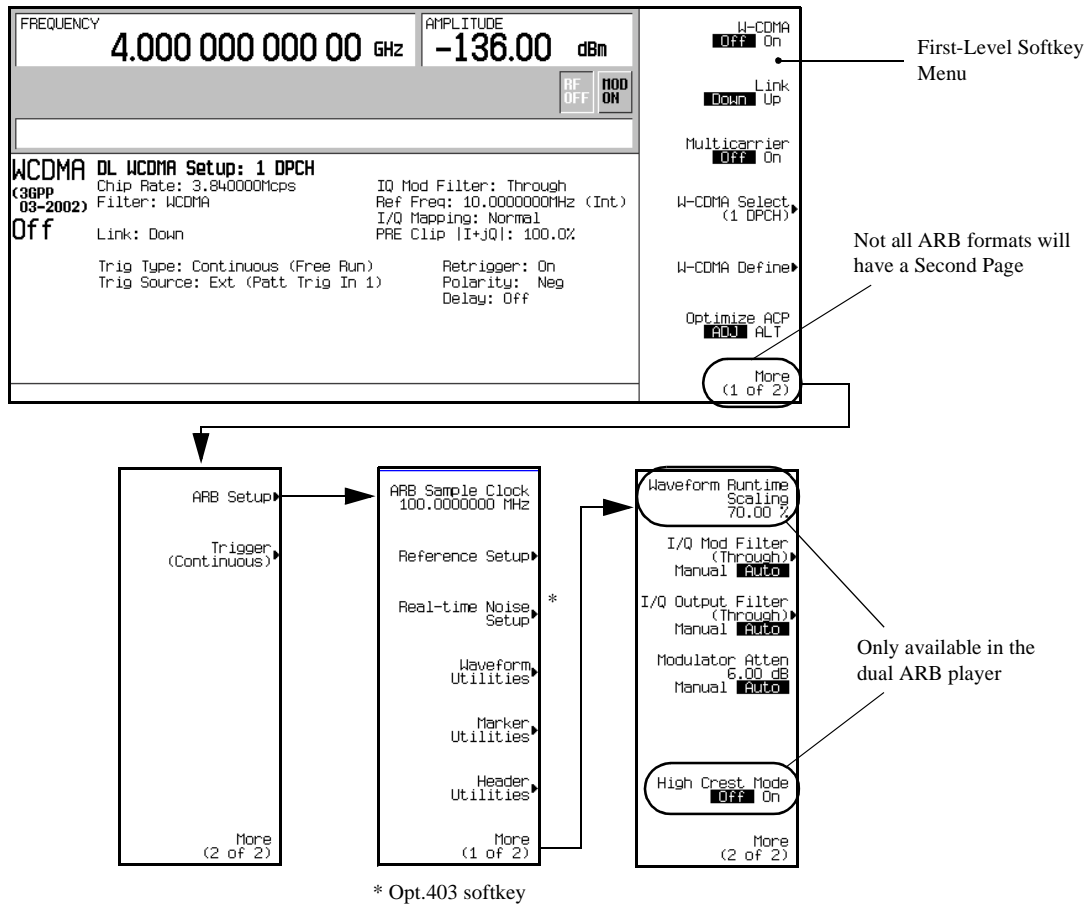 FREQUENCY
4.000 000 000 00 GHz
AMPLITUDE
-136.00 dBm
RF OFF
MOD ON
WCDMA
(3GPP
03-2002)
Off
DL WCDMA Setup: 1 DPCH
Chip Rate: 3.840000Mcps
Filter: WCDMA
Link: Down
IQ Mod Filter: Through
Ref Freq: 10.0000000MHz (Int)
I/Q Mapping: Normal
PRE Clip |I+jQ|: 100.0%
Trig Type: Continuous (Free Run)
Trig Source: Ext (Patt Trig In 1)
Retrigger: On
Polarity: Neg
Delay: Off
W-CDMA
Off On
Link
Down Up
Multicarrier
Off On
W-CDMA Select
(1 DPCH)
W-CDMA Define
Optimize ACP
ADJ ALT
More
(1 of 2)
First-Level Softkey
Menu
Not all ARB formats will
have a Second Page
ARB Setup
Trigger
(Continuous)
More
(2 of 2)
ARB Sample Clock
100.0000000 MHz
Reference Setup
Real-time Noise
Setup
*
Waveform
Utilities
Marker
Utilities
Header
Utilities
More
(1 of 2)
Waveform Runtime
Scaling
70.00 %
I/Q Mod Filter
(Through)
Manual Auto
I/Q Output Filter
(Through)
Manual Auto
Modulator Atten
6.00 dB
Manual Auto
High Crest Mode
Off On
More
(2 of 2)
Only available in the
dual ARB player
* Opt.403 softkey